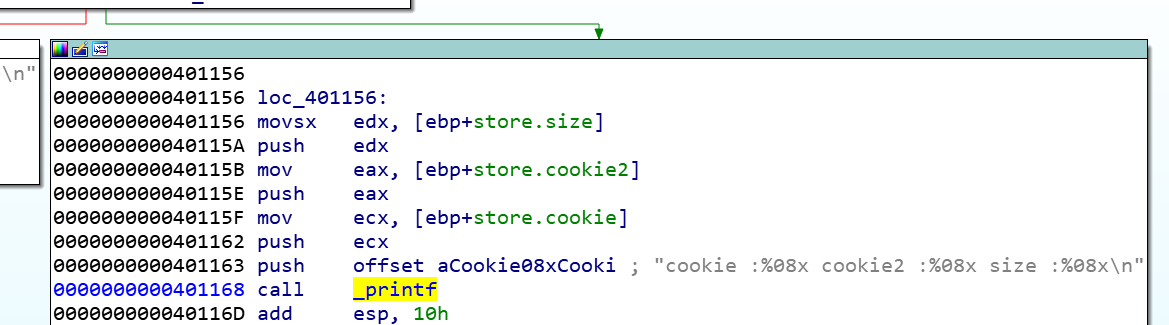 \n"
0000000000401156
0000000000401156 loc_401156:
0000000000401156 movsx   edx, [ebp+store.size]
000000000040115A push    edx
000000000040115B mov     eax, [ebp+store.cookie2]
000000000040115E push    eax
000000000040115F mov     ecx, [ebp+store.cookie]
0000000000401162 push    ecx
0000000000401163 push    offset aCookie08xCooki ; "cookie :%08x cookie2 :%08x size :%08x\n"
0000000000401168 call    _printf
000000000040116D add     esp, 10h